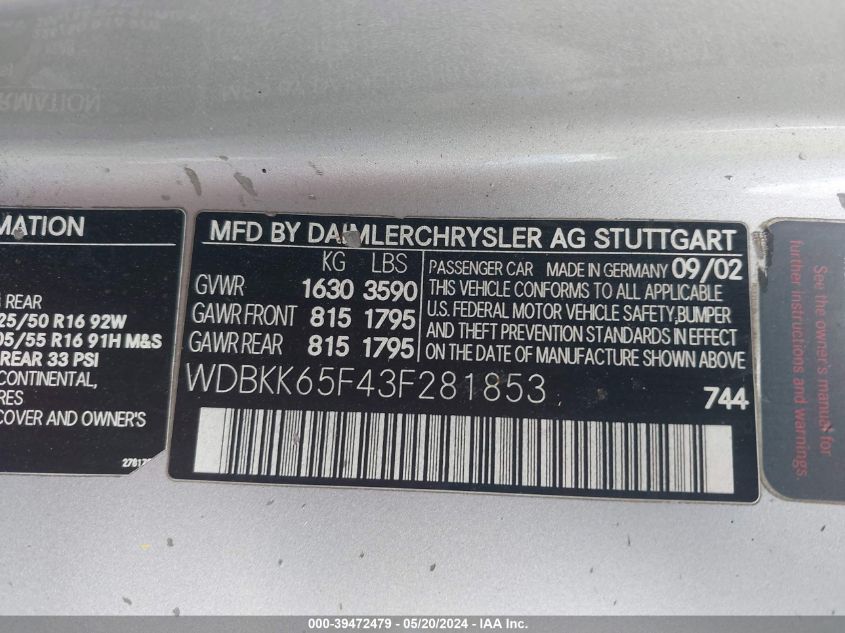 MATION
REAR
25/50 R16 92W
05/55 R16 91H M&S
REAR 33 PSI
CONTINENTAL
RES
COVER AND OWNER'S
MFD BY DAIMLERCHRYSLER AG STUTTGART
KG LBS
GVWR 1630 3590
GAWR FRONT 815 1795
GAWR REAR 815 1795
PASSENGER CAR MADE IN GERMANY 09/02
THIS VEHICLE CONFORMS TO ALL APPLICABLE
U.S. FEDERAL MOTOR VEHICLE SAFETY, BUMPER
AND THEFT PREVENTION STANDARDS IN EFFECT
ON THE DATE OF MANUFACTURE SHOWN ABOVE
WDBKK65F43F281853
744
See the owner's manual for
further instructions and warnings
000-39472479 — 05/20/2024 — IAA Inc.